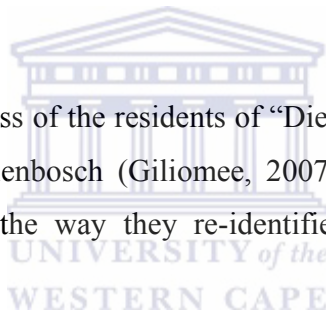 ss of the residents of “Die
enbosch (Giliomee, 2007
the way they re-identifie
UNIVERSITY of the
WESTERN CAPE